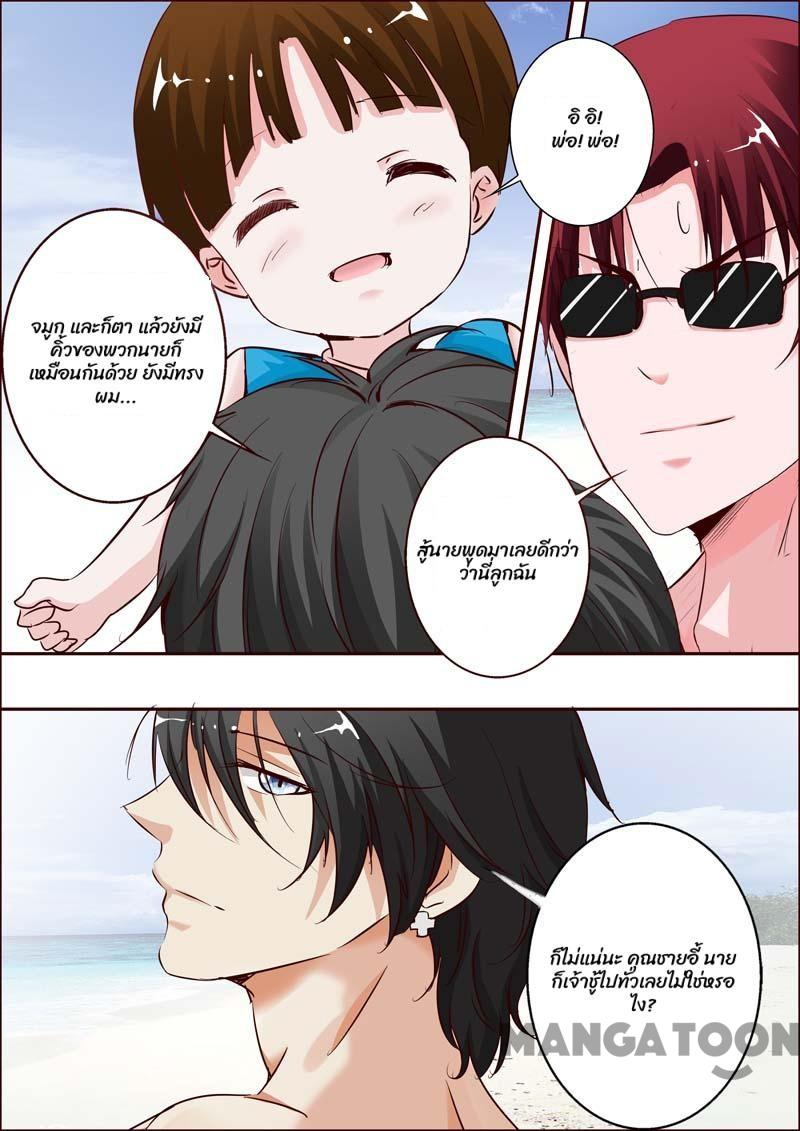 อิ อิ!
พ่อ! พ่อ!
จมูก และก็ตา แล้วยังมี
คิ้วของพวกนายก็
เหมือนกันด้วย ยังมีทรง
ผม...
สู้นายพูดมาเลยดีกว่า
ว่านี่ลูกฉัน
ก็ไม่แน่นะ คุณชายอี้ นาย
ก็เจ้าชู้ไปทั่วเลยไม่ใช่หรอ
ไง?
MANGATOON